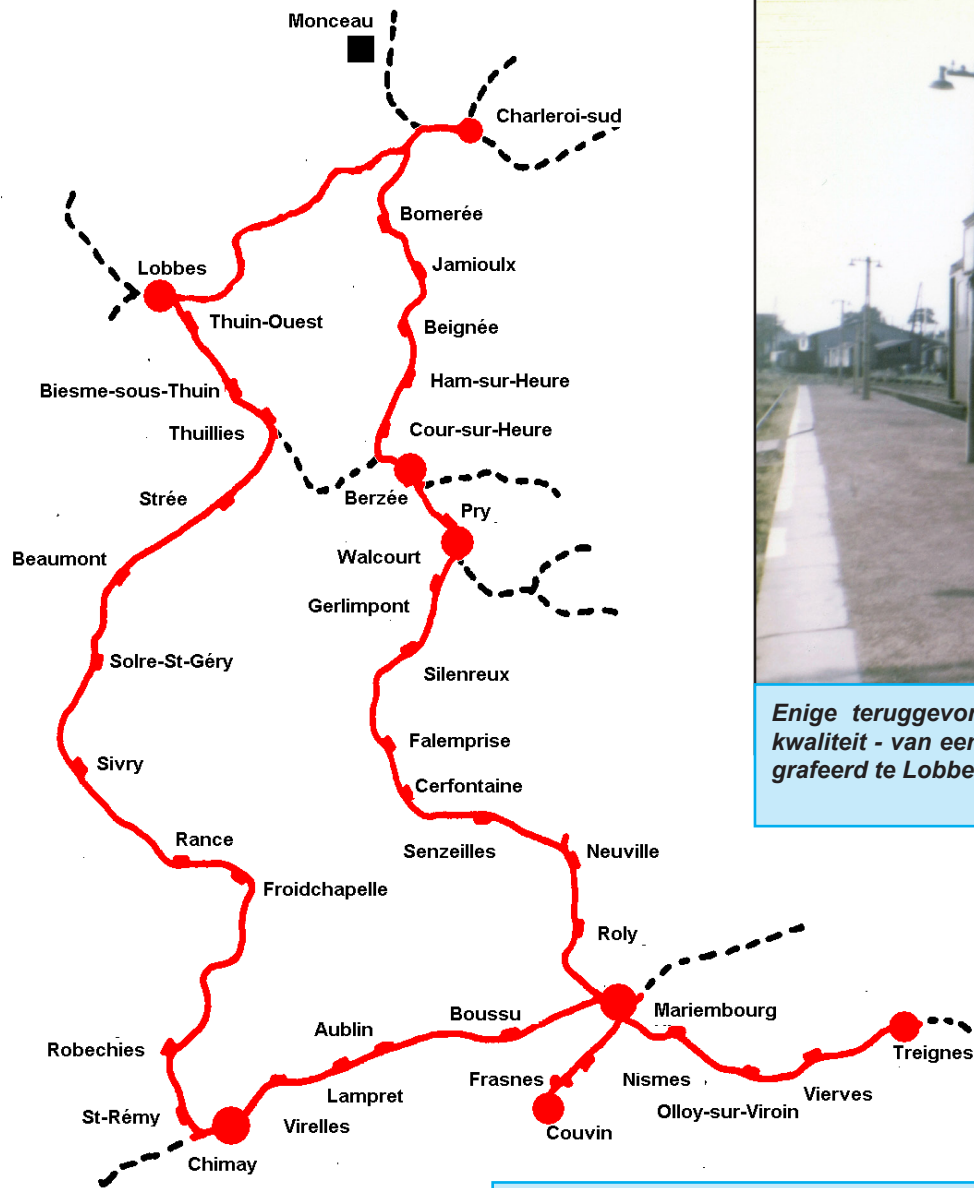 Monceau
Charleroi-sud
Bomerée
Jamioulx
Lobbes
Thuin-Ouest
Beignée
Biesme-sous-Thuin
Ham-sur-Heure
Thuillies
Cour-sur-Heure
Strée
Berzée
Pry
Beaumont
Walcourt
Gerlimpont
Solre-St-Géry
Silenreux
Sivry
Falemprise
Cerfontaine
Rance
Senzeilles
Neuville
Froidchapelle
Roly
Boussu
Mariembourg
Aublin
Robechies
Treignes
Lampret
Frasnes
Nismes
Vierves
Olloy-sur-Viroin
St-Rémy
Virelles
Couvin
Chimay
Enige
kwaliteit - van
grafeerd te